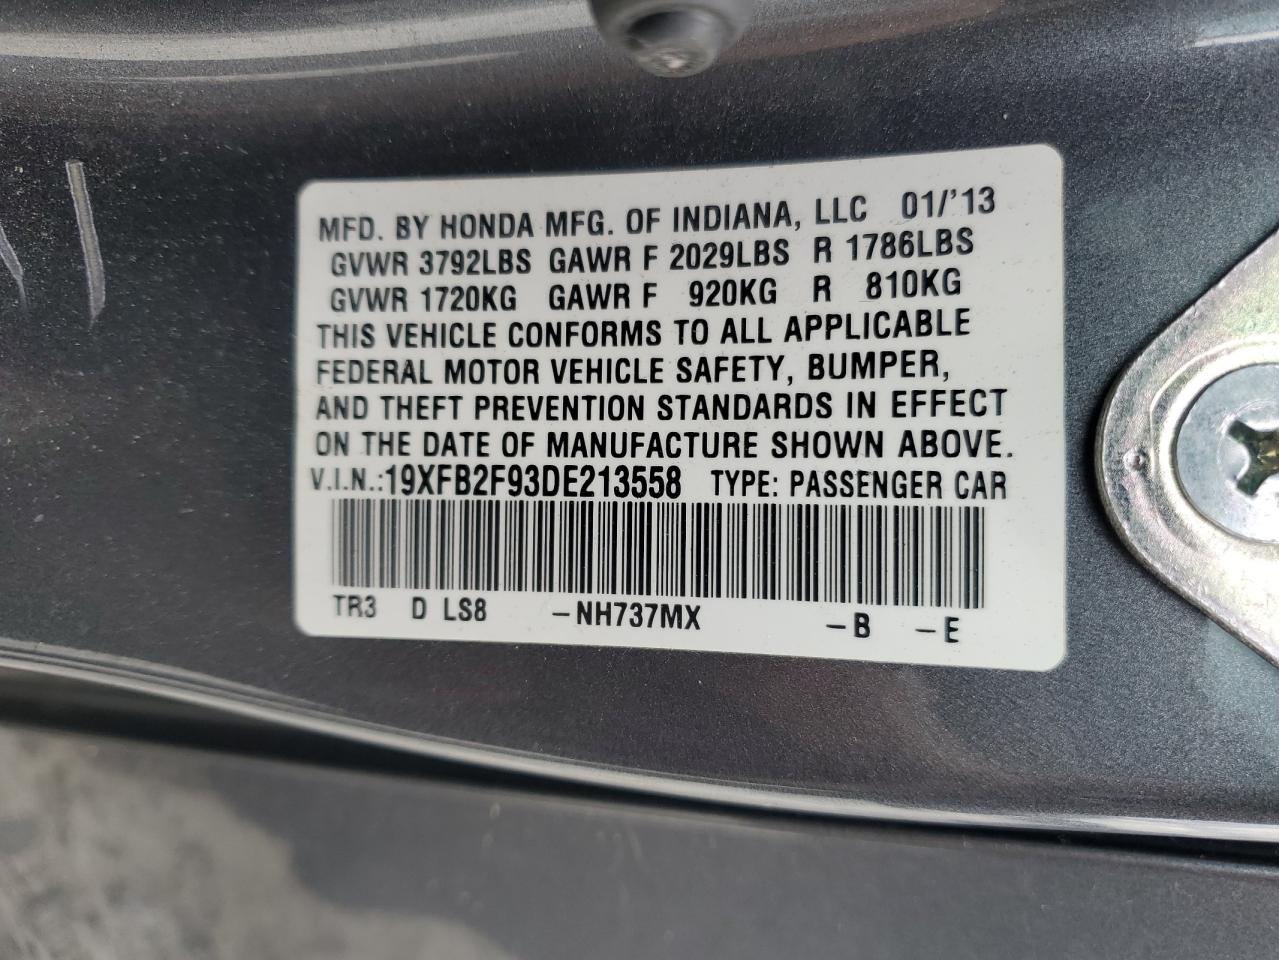 MFD. BY HONDA MFG. OF INDIANA, LLC 01/'13
GVWR 3792LBS GAWR F 2029LBS R 1786LBS
GVWR 1720KG GAWR F 920KG R 810KG
THIS VEHICLE CONFORMS TO ALL APPLICABLE
FEDERAL MOTOR VEHICLE SAFETY, BUMPER,
AND THEFT PREVENTION STANDARDS IN EFFECT
ON THE DATE OF MANUFACTURE SHOWN ABOVE.
V.I.N.:19XFB2F93DE213558 TYPE: PASSENGER CAR
TR3 D LS8 –NH737MX –B –E